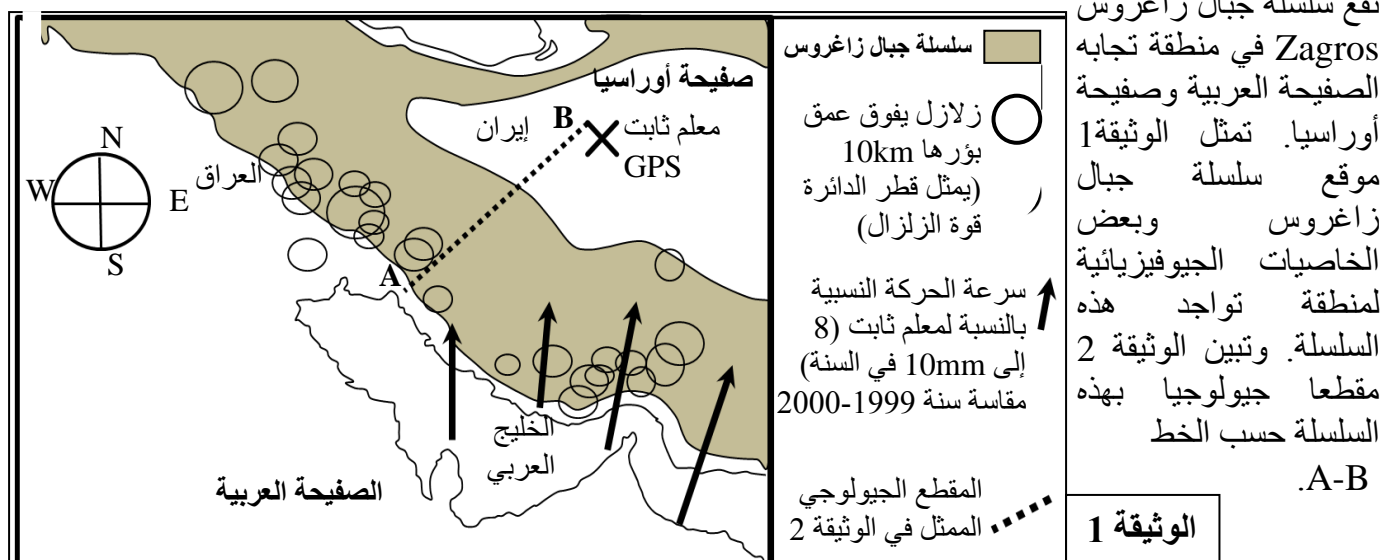 تقع سلسلة جبال زاغروس
Zagros في منطقة تجابه
الصفيحة العربية وصفيحة
أوراسيا. تمثل الوثيقة1
موقع سلسلة جبال
زاغروس وبعض
الخاصيات الجيوفيزيائية
لمنطقة تواجد هذه
السلسلة. وتبين الوثيقة 2
مقطعا جيولوجيا بهذه
السلسلة حسب الخط
A-B.
الوثيقة 1
سلسلة جبال زاغروس
زلازل يفوق عمق
بؤرها 10km
(يمثل قطر الدائرة
قوة الزلزال)
سرعة الحركة النسبية
بالنسبة لمعلم ثابت (8
إلى 10mm في السنة)
مقاسة سنة 1999-2000
المقطع الجيولوجي
الممثل في الوثيقة 2
صفيحة أوراسيا
معلم ثابت
GPS
B
إيران
N
W
E
S
العراق
A
الخليج
العربي
الصفيحة العربية